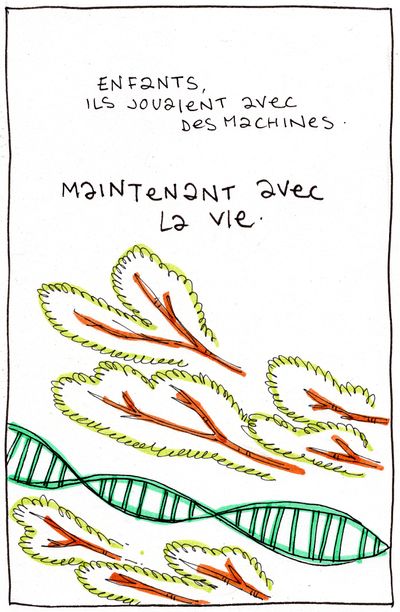 ENFANTS,
ILS JOUAIENT avec
Des Machines.
Maintenant avec
La vie.